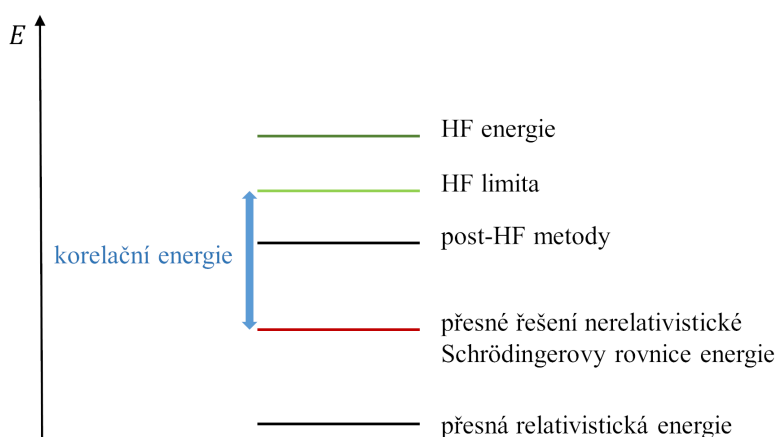 E
HF energie
HF limita
post-HF metody
korelační energie
přesné řešení nerelativistické
Schrödingerovy rovnice energie
přesná relativistická energie